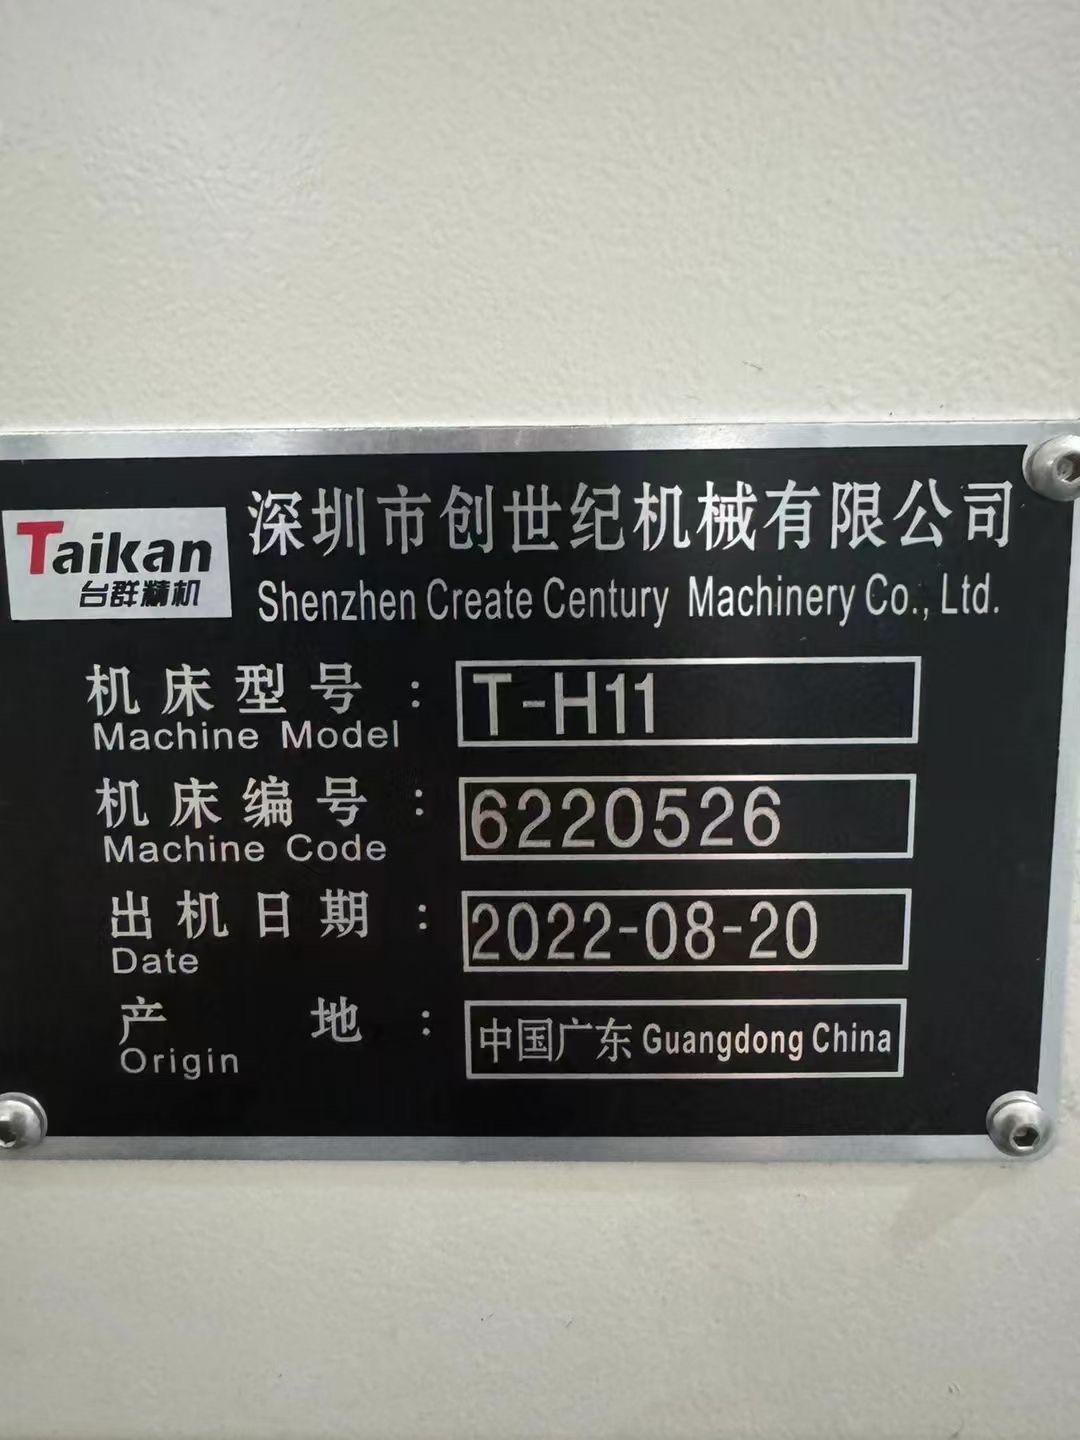 Taikan
台群精机
深圳市创世纪机械有限公司
Shenzhen Create Century Machinery Co., Ltd.
机床型号： T-H11
Machine Model
机床编号： 6220526
Machine Code
出机日期： 2022-08-20
Date
产地： 中国广东 Guangdong China
Origin